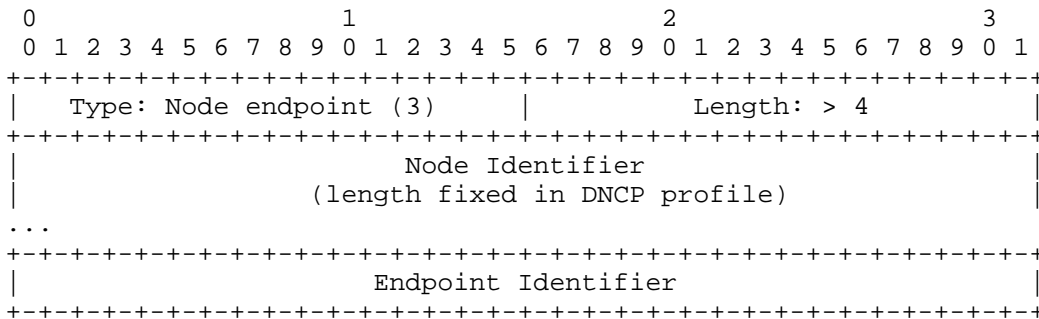 0                   1                   2                   3
 0 1 2 3 4 5 6 7 8 9 0 1 2 3 4 5 6 7 8 9 0 1 2 3 4 5 6 7 8 9 0 1
+-+-+-+-+-+-+-+-+-+-+-+-+-+-+-+-+-+-+-+-+-+-+-+-+-+-+-+-+-+-+-+-+
|   Type: Node endpoint (3)     |          Length: > 4          |
+-+-+-+-+-+-+-+-+-+-+-+-+-+-+-+-+-+-+-+-+-+-+-+-+-+-+-+-+-+-+-+-+
|                        Node Identifier                        |
|                  (length fixed in DNCP profile)               |
...
+-+-+-+-+-+-+-+-+-+-+-+-+-+-+-+-+-+-+-+-+-+-+-+-+-+-+-+-+-+-+-+-+
|                      Endpoint Identifier                      |
+-+-+-+-+-+-+-+-+-+-+-+-+-+-+-+-+-+-+-+-+-+-+-+-+-+-+-+-+-+-+-+-+